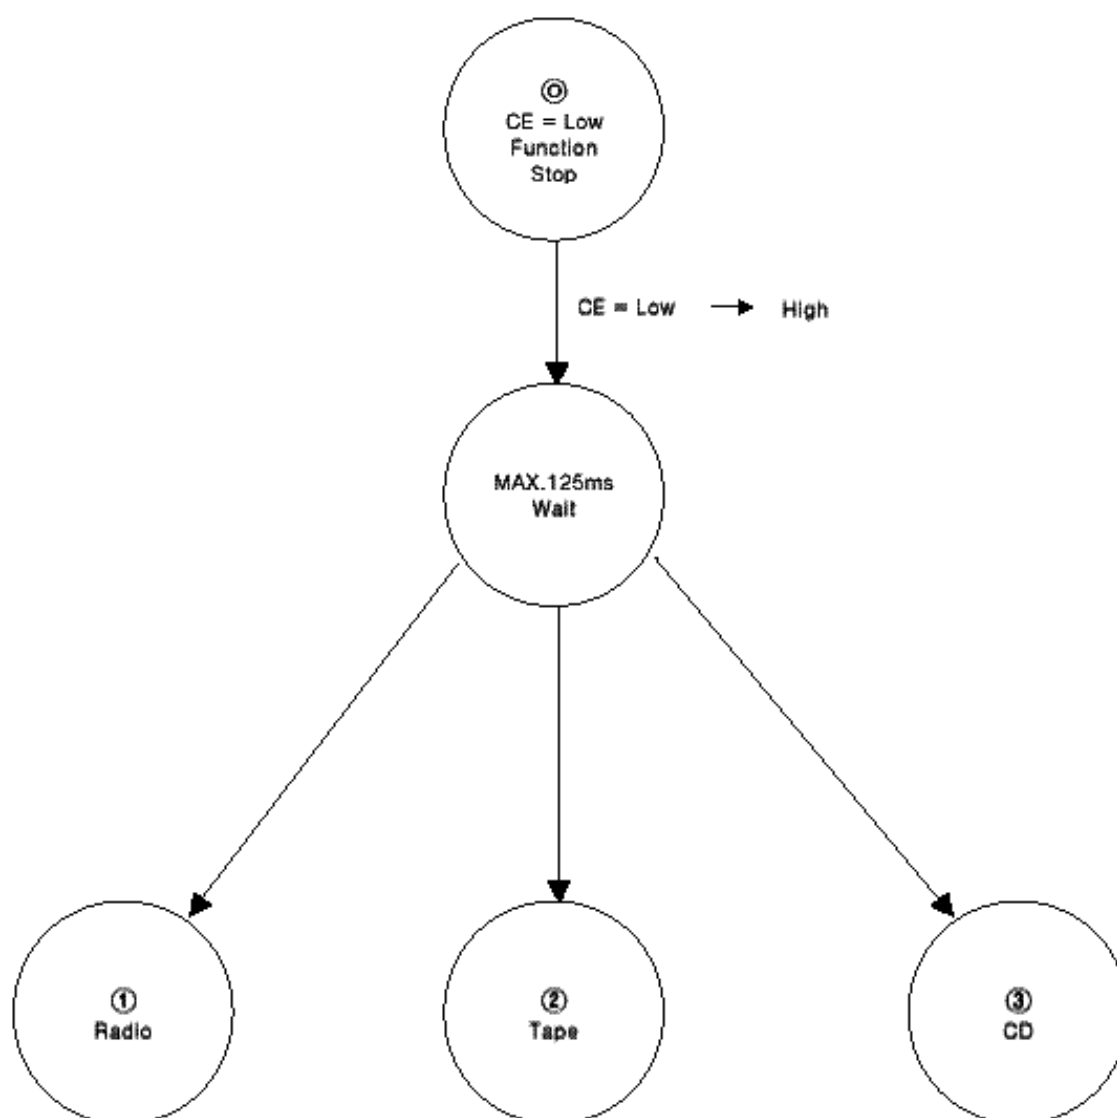 ⓪
CE = Low
Function
Stop
CE = Low → High
MAX.125ms
Wait
①
Radio
②
Tape
③
CD